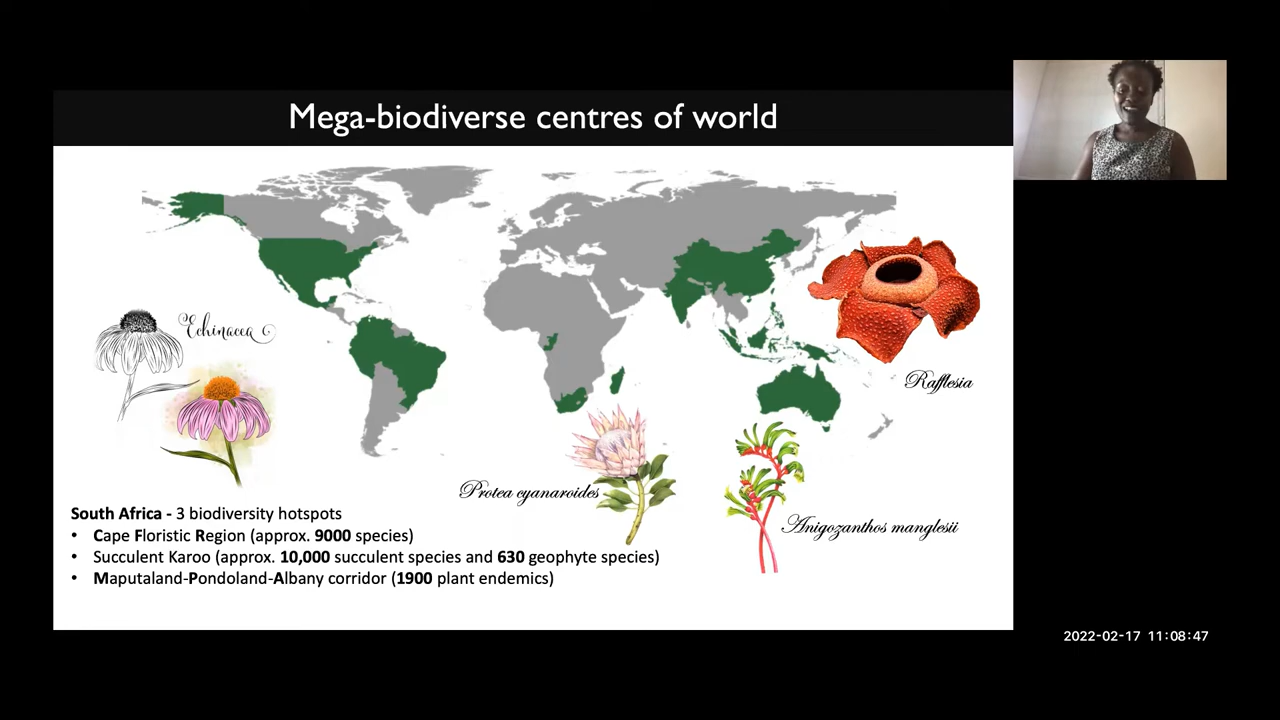 Mega-biodiverse centres of world
Echinacea
Rafflesia
Protea cyanaroides
Anigozanthos manglesii
South Africa - 3 biodiversity hotspots
• Cape Floristic Region (approx. 9000 species)
• Succulent Karoo (approx. 10,000 succulent species and 630 geophyte species)
• Maputaland-Pondoland-Albany corridor (1900 plant endemics)
2022-02-17 11:08:47